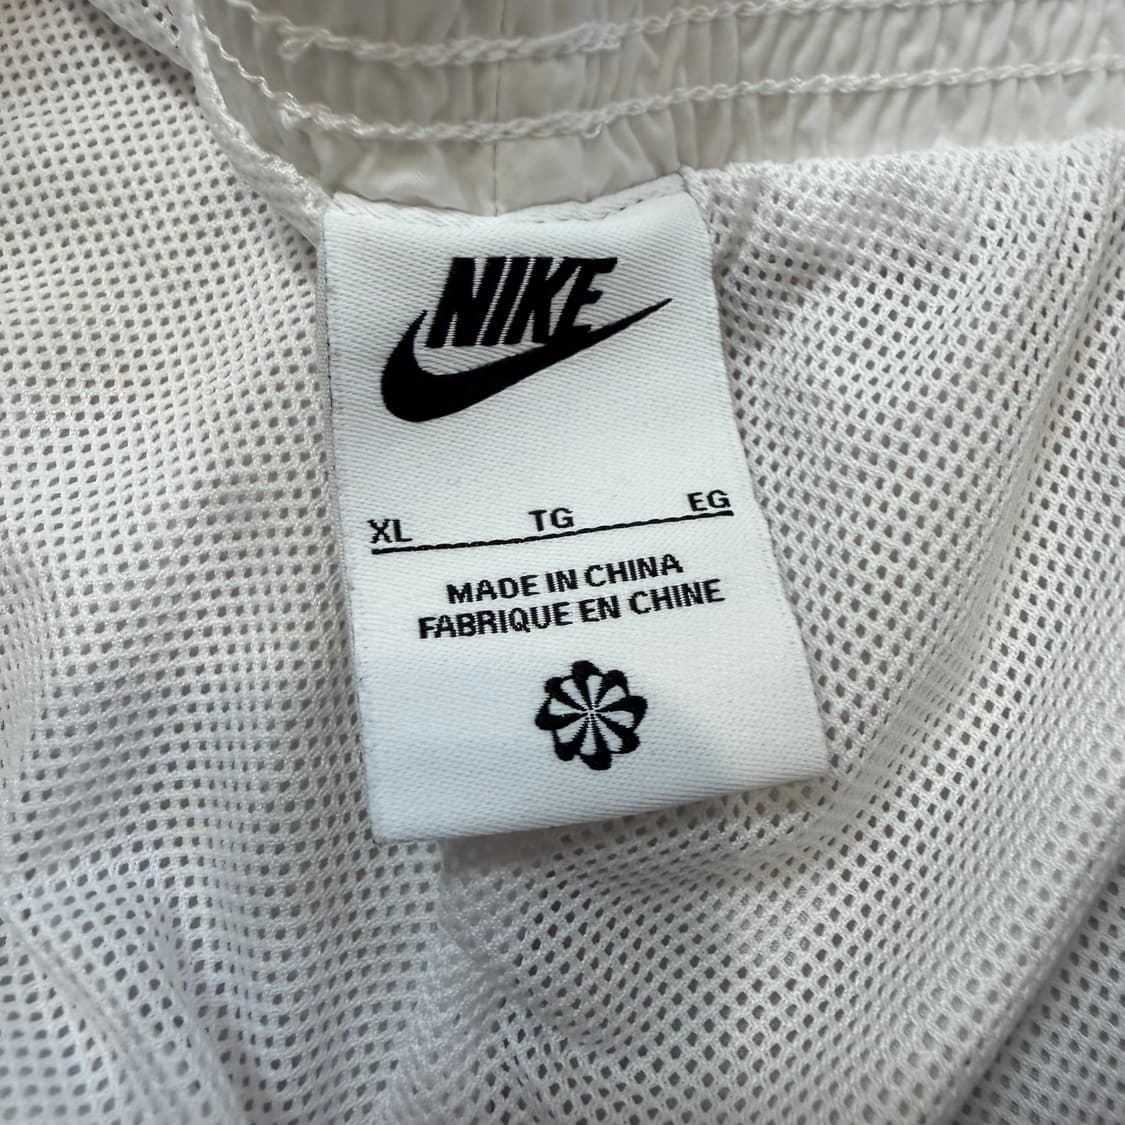 NIKE
XL TG EG
MADE IN CHINA
FABRIQUE EN CHINE